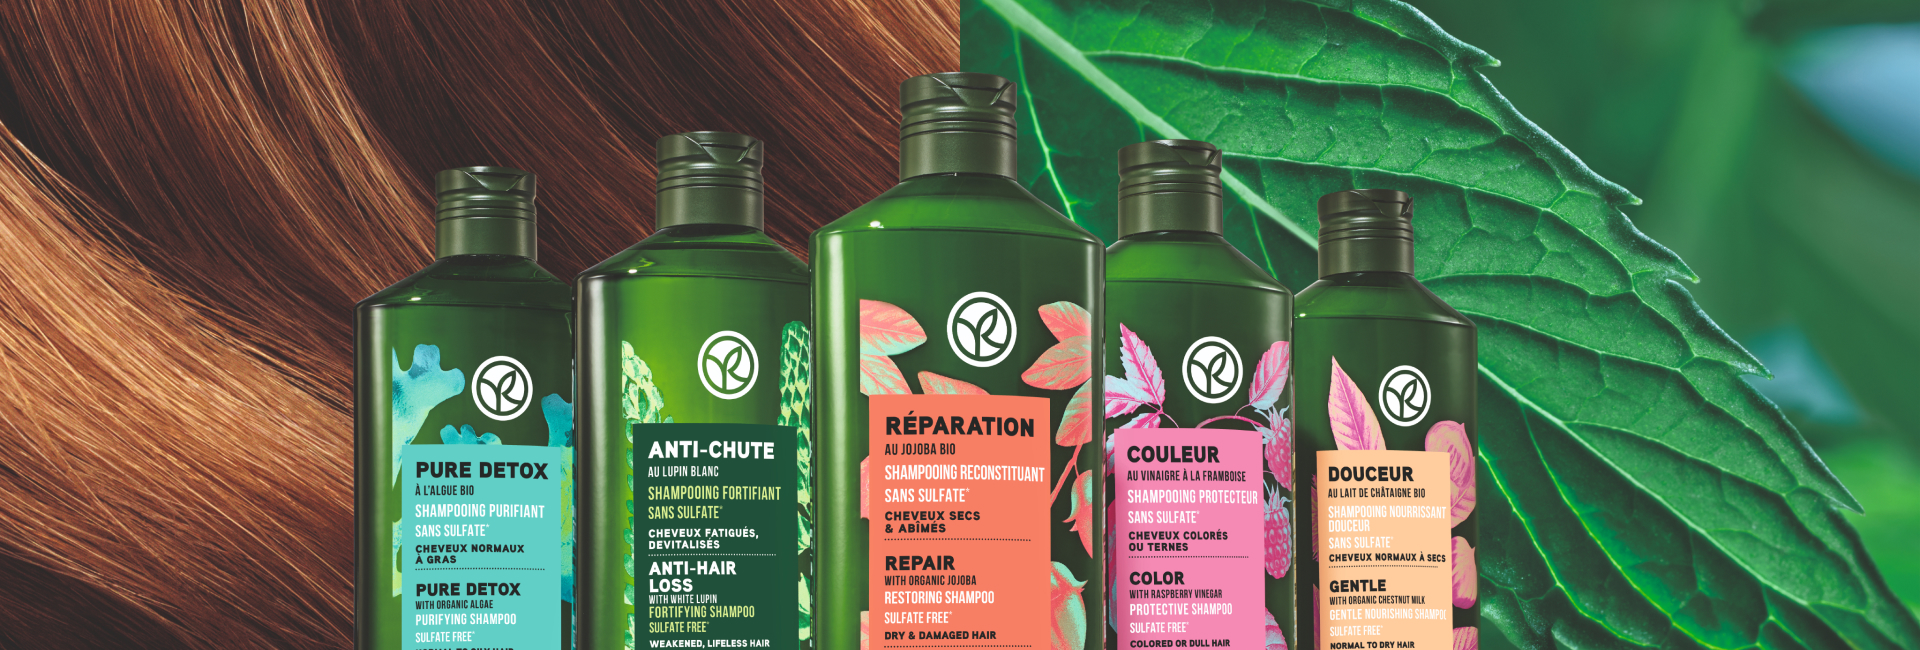 PURE DETOX
À L'ALGUE BIO
SHAMPOOING PURIFIANT
SANS SULFATE*
CHEVEUX NORMAUX
À GRAS
PURE DETOX
WITH ORGANIC ALGAE
PURIFYING SHAMPOO
SULFATE FREE*
NORMAL TO OILY HAIR
ANTI-CHUTE
AU LUPIN BLANC
SHAMPOOING FORTIFIANT
SANS SULFATE*
CHEVEUX FATIGUÉS,
DEVITALISÉS
ANTI-HAIR
LOSS
WITH WHITE LUPIN
FORTIFYING SHAMPOO
SULFATE FREE*
WEAKENED, LIFELESS HAIR
RÉPARATION
AU JOJOBA BIO
SHAMPOOING RECONSTITUANT
SANS SULFATE*
CHEVEUX SECS
& ABÎMÉS
REPAIR
WITH ORGANIC JOJOBA
RESTORING SHAMPOO
SULFATE FREE*
DRY & DAMAGED HAIR
COULEUR
AU VINAIGRE À LA FRAMBOISE
SHAMPOOING PROTECTEUR
SANS SULFATE*
CHEVEUX COLORÉS
OU TERNES
COLOR
WITH RASPBERRY VINEGAR
PROTECTIVE SHAMPOO
SULFATE FREE*
COLORED OR DULL HAIR
DOUCEUR
AU LAIT DE CHÂTAIGNE BIO
SHAMPOOING NOURRISSANT
DOUCEUR
SANS SULFATE*
CHEVEUX NORMAUX À SECS
GENTLE
WITH ORGANIC CHESTNUT MILK
GENTLE NOURISHING SHAMPOO
SULFATE FREE*
NORMAL TO DRY HAIR